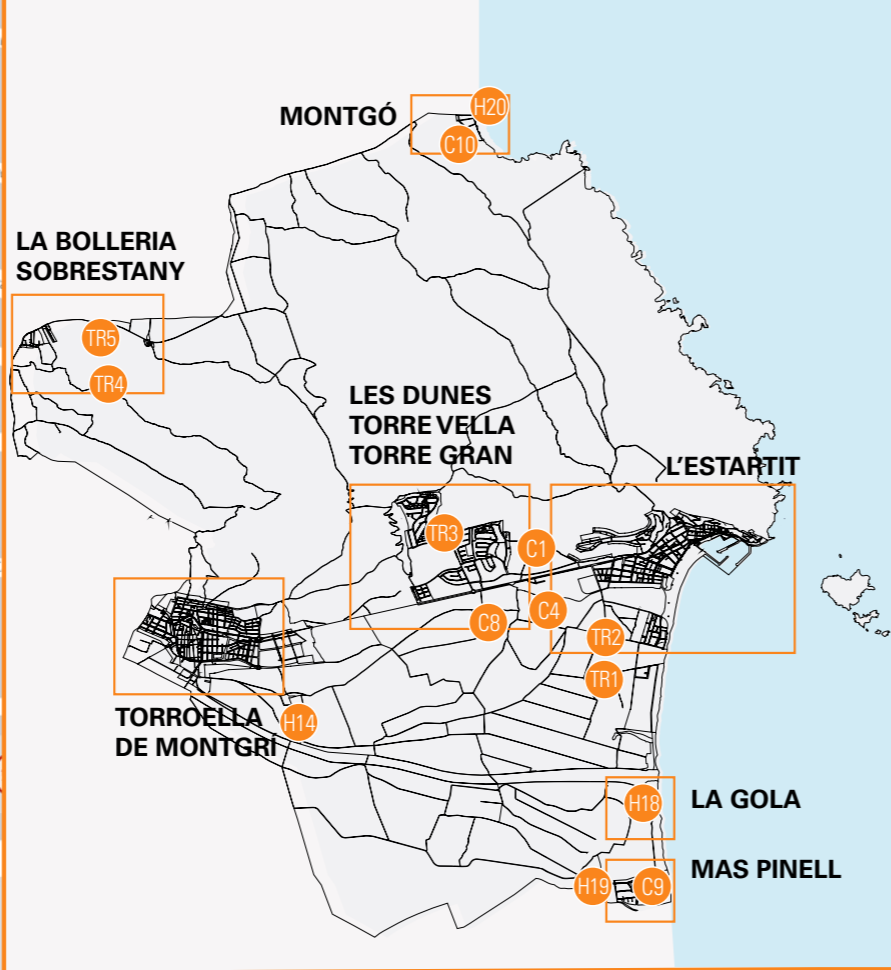 MONTGÓ
H20
C10
LA BOLLERIA
SOBRESTANY
TR5
TR4
LES DUNES
TORRE VELLA
TORRE GRAN
L'ESTARTIT
TR3
C1
C4
C8
TR2
TR1
TORROELLA
DE MONTGRÍ
H14
H18
LA GOLA
MAS PINELL
H19
C9